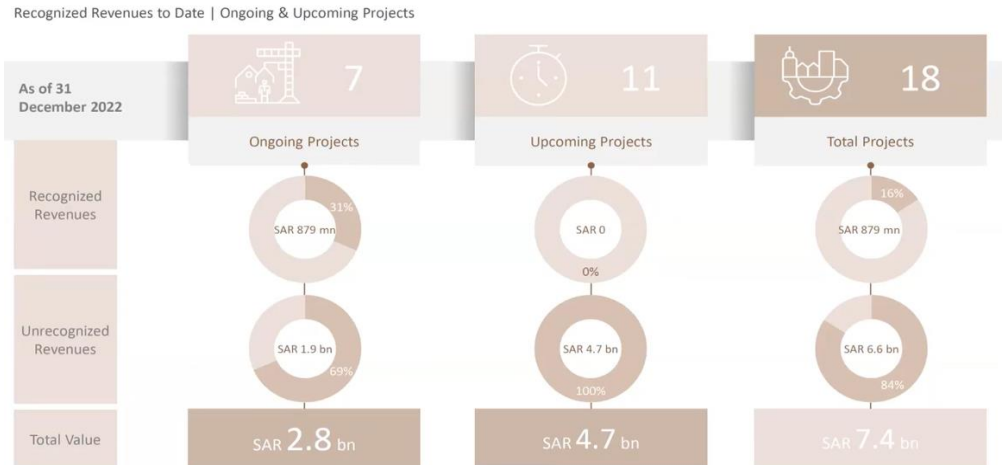 Recognized Revenues to Date | Ongoing & Upcoming Projects
As of 31
December 2022
7
11
18
Ongoing Projects
Upcoming Projects
Total Projects
Recognized
Revenues
31%
SAR 879 mn
SAR 0
0%
16%
SAR 879 mn
Unrecognized
Revenues
SAR 1.9 bn
69%
SAR 4.7 bn
100%
SAR 6.6 bn
84%
Total Value
SAR 2.8 bn
SAR 4.7 bn
SAR 7.4 bn